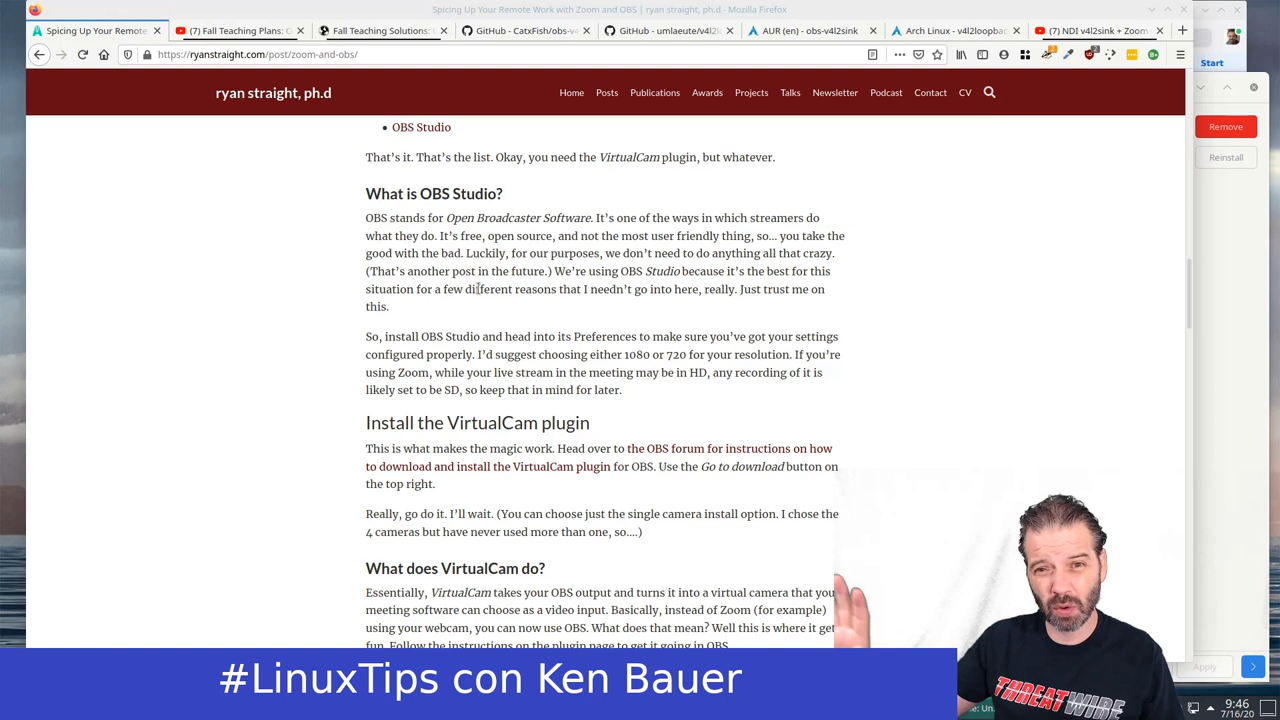 Spicing Up Your Remote Work with Zoom and OBS | ryan straight, ph.d - Mozilla Firefox
Spicing Up Your Remote
(7) Fall Teaching Plans: O
Fall Teaching Solutions:
GitHub - CatxFish/obs-v4
GitHub - umlaeute/v4l2lo
AUR (en) - obs-v4l2sink
Arch Linux - v4l2loopbac
(7) NDI v4l2sink + Zoom
https://ryanstraight.com/post/zoom-and-obs/
Start
ryan straight, ph.d
Home Posts Publications Awards Projects Talks Newsletter Podcast Contact CV
Remove
Reinstall
• OBS Studio
That's it. That's the list. Okay, you need the VirtualCam plugin, but whatever.
What is OBS Studio?
OBS stands for Open Broadcaster Software. It's one of the ways in which streamers do
what they do. It's free, open source, and not the most user friendly thing, so... you take the
good with the bad. Luckily, for our purposes, we don't need to do anything all that crazy.
(That's another post in the future.) We're using OBS Studio because it's the best for this
situation for a few different reasons that I needn't go into here, really. Just trust me on
this.
So, install OBS Studio and head into its Preferences to make sure you've got your settings
configured properly. I'd suggest choosing either 1080 or 720 for your resolution. If you're
using Zoom, while your live stream in the meeting may be in HD, any recording of it is
likely set to be SD, so keep that in mind for later.
Install the VirtualCam plugin
This is what makes the magic work. Head over to the OBS forum for instructions on how
to download and install the VirtualCam plugin for OBS. Use the Go to download button on
the top right.
Really, go do it. I'll wait. (You can choose just the single camera install option. I chose the
4 cameras but have never used more than one, so....)
What does VirtualCam do?
Essentially, VirtualCam takes your OBS output and turns it into a virtual camera that you
meeting software can choose as a video input. Basically, instead of Zoom (for example)
using your webcam, you can now use OBS. What does that mean? Well this is where it get
fun. Follow the instructions on the plugin page to get it going in OBS.
#LinuxTips con Ken Bauer
THREATWIRE
Apply
9:46
7/16/20